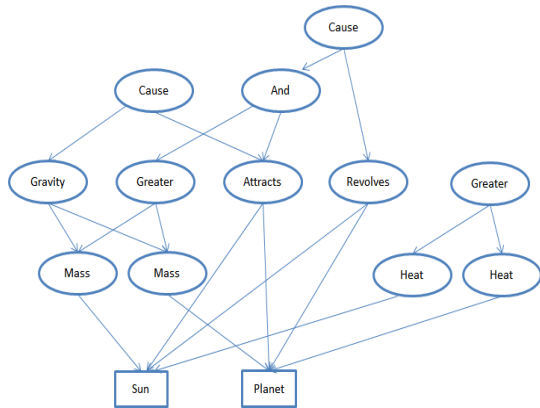 Cause
Cause
And
Gravity
Greater
Attracts
Revolves
Greater
Mass
Mass
Heat
Heat
Sun
Planet